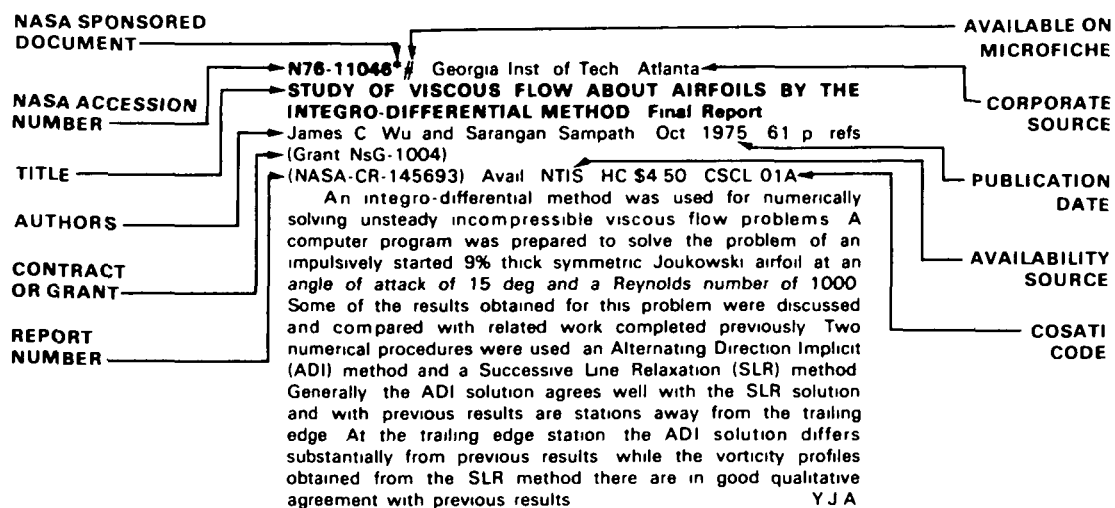 NASA SPONSORED
DOCUMENT
AVAILABLE ON
MICROFICHE
N76-11046*# Georgia Inst of Tech Atlanta
STUDY OF VISCOUS FLOW ABOUT AIRFOILS BY THE
INTEGRO-DIFFERENTIAL METHOD Final Report
James C Wu and Sarangan Sampath Oct 1975 61 p refs
(Grant NsG-1004)
(NASA-CR-145693) Avail NTIS HC $4 50 CSCL 01A
An integro-differential method was used for numerically
solving unsteady incompressible viscous flow problems A
computer program was prepared to solve the problem of an
impulsively started 9% thick symmetric Joukowski airfoil at an
angle of attack of 15 deg and a Reynolds number of 1000
Some of the results obtained for this problem were discussed
and compared with related work completed previously Two
numerical procedures were used an Alternating Direction Implicit
(ADI) method and a Successive Line Relaxation (SLR) method
Generally the ADI solution agrees well with the SLR solution
and with previous results are stations away from the trailing
edge At the trailing edge station the ADI solution differs
substantially from previous results while the vorticity profiles
obtained from the SLR method there are in good qualitative
agreement with previous results Y J A
NASA ACCESSION
NUMBER
TITLE
AUTHORS
CONTRACT
OR GRANT
REPORT
NUMBER
CORPORATE
SOURCE
PUBLICATION
DATE
AVAILABILITY
SOURCE
COSATI
CODE